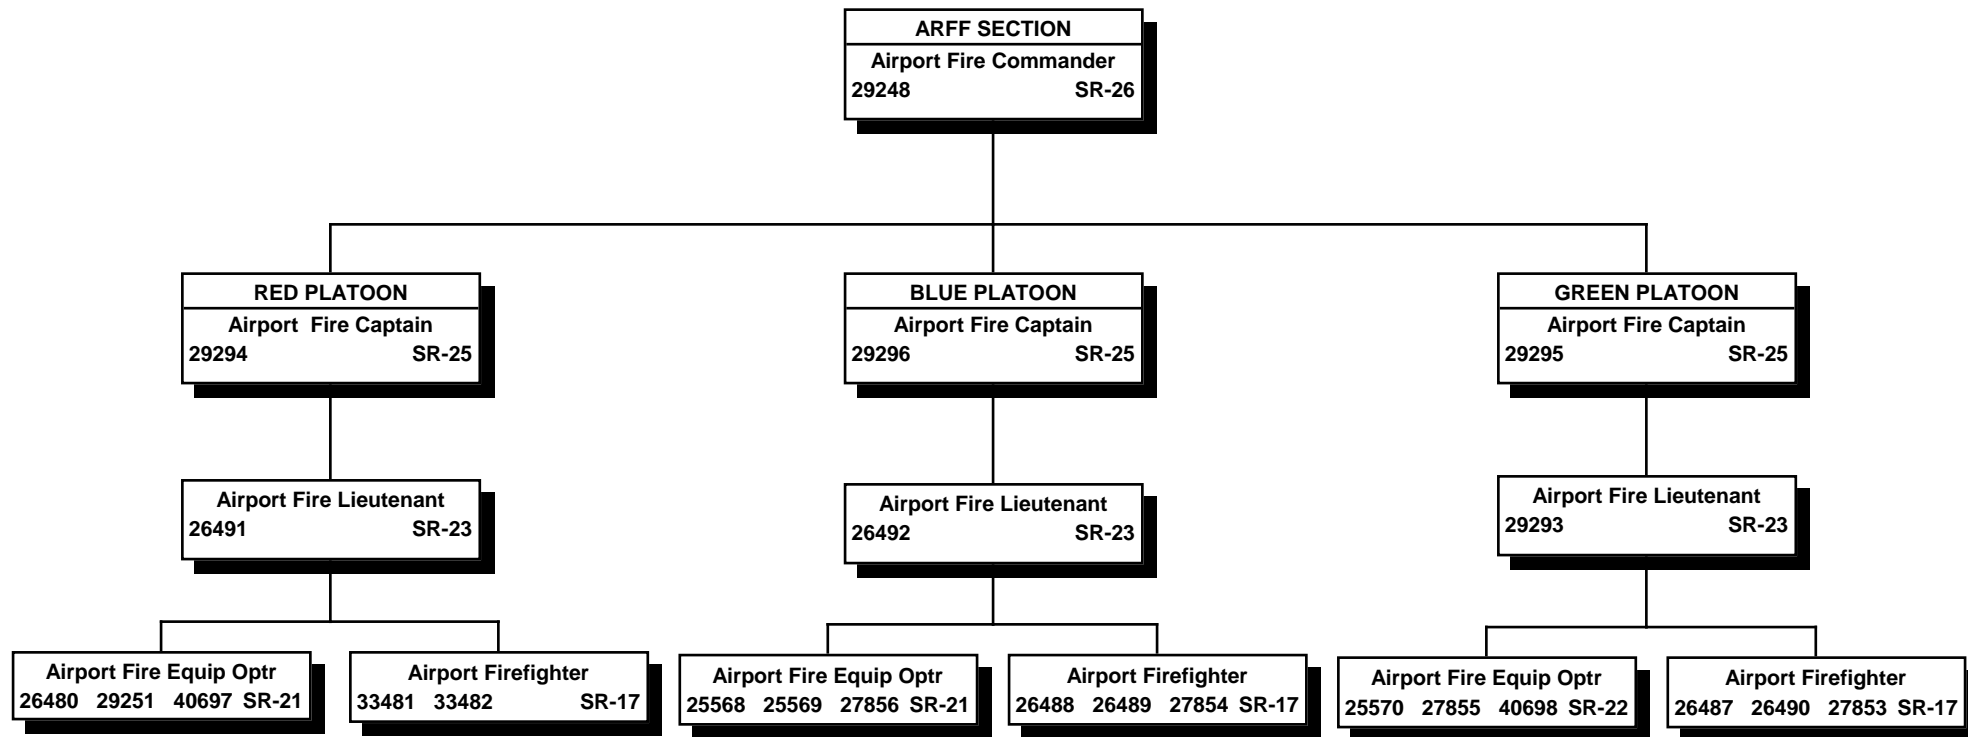 ARFF SECTION
Airport Fire Commander
29248 SR-26
RED PLATOON
Airport  Fire Captain
29294 SR-25
BLUE PLATOON
Airport Fire Captain
29296 SR-25
GREEN PLATOON
Airport Fire Captain
29295 SR-25
Airport Fire Lieutenant
26491 SR-23
Airport Fire Lieutenant
26492 SR-23
Airport Fire Lieutenant
29293 SR-23
Airport Fire Equip Optr
26480 29251 40697 SR-21
Airport Firefighter
33481 33482 SR-17
Airport Fire Equip Optr
25568 25569 27856 SR-21
Airport Firefighter
26488 26489 27854 SR-17
Airport Fire Equip Optr
25570 27855 40698 SR-22
Airport Firefighter
26487 26490 27853 SR-17